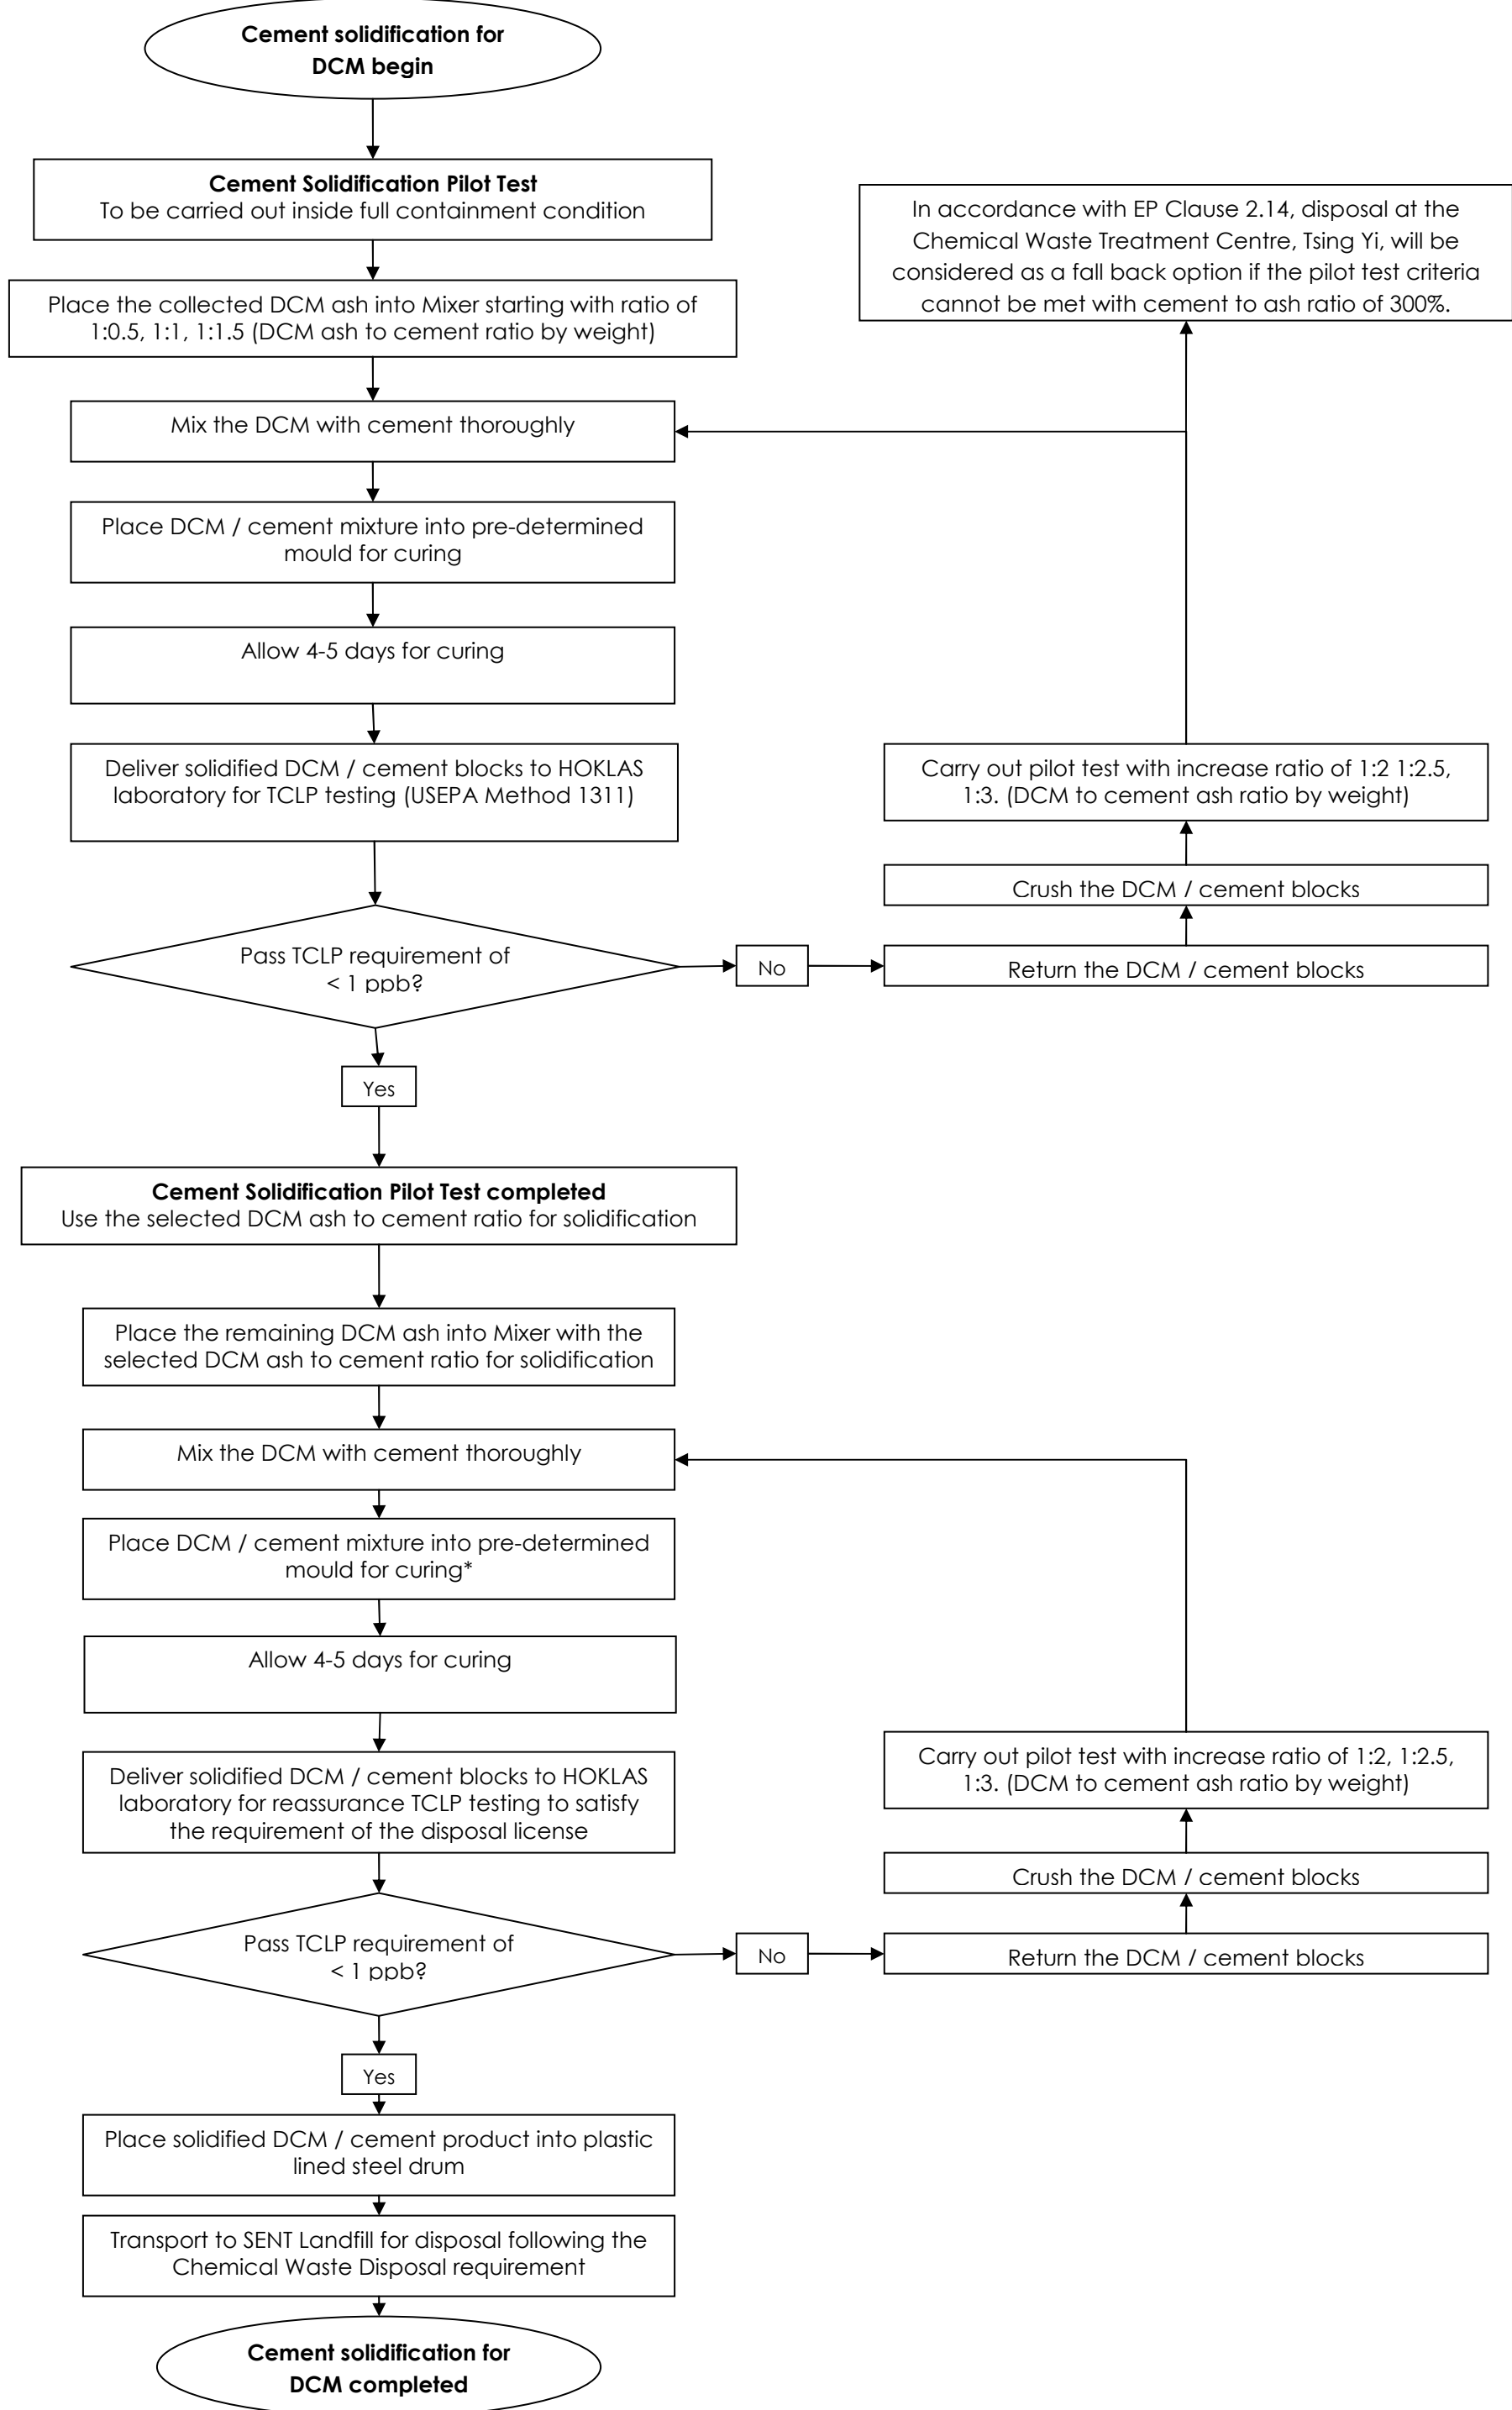 Cement solidification for
DCM begin
Cement Solidification Pilot Test
To be carried out inside full containment condition
In accordance with EP Clause 2.14, disposal at the
Chemical Waste Treatment Centre, Tsing Yi, will be
considered as a fall back option if the pilot test criteria
cannot be met with cement to ash ratio of 300%.
Place the collected DCM ash into Mixer starting with ratio of
1:0.5, 1:1, 1:1.5 (DCM ash to cement ratio by weight)
Mix the DCM with cement thoroughly
Place DCM / cement mixture into pre-determined
mould for curing
Allow 4-5 days for curing
Deliver solidified DCM / cement blocks to HOKLAS
laboratory for TCLP testing (USEPA Method 1311)
Carry out pilot test with increase ratio of 1:2 1:2.5,
1:3. (DCM to cement ash ratio by weight)
Crush the DCM / cement blocks
Pass TCLP requirement of
< 1 ppb?
No
Return the DCM / cement blocks
Yes
Cement Solidification Pilot Test completed
Use the selected DCM ash to cement ratio for solidification
Place the remaining DCM ash into Mixer with the
selected DCM ash to cement ratio for solidification
Mix the DCM with cement thoroughly
Place DCM / cement mixture into pre-determined
mould for curing*
Allow 4-5 days for curing
Deliver solidified DCM / cement blocks to HOKLAS
laboratory for reassurance TCLP testing to satisfy
the requirement of the disposal license
Carry out pilot test with increase ratio of 1:2, 1:2.5,
1:3. (DCM to cement ash ratio by weight)
Crush the DCM / cement blocks
Pass TCLP requirement of
< 1 ppb?
No
Return the DCM / cement blocks
Yes
Place solidified DCM / cement product into plastic
lined steel drum
Transport to SENT Landfill for disposal following the
Chemical Waste Disposal requirement
Cement solidification for
DCM completed